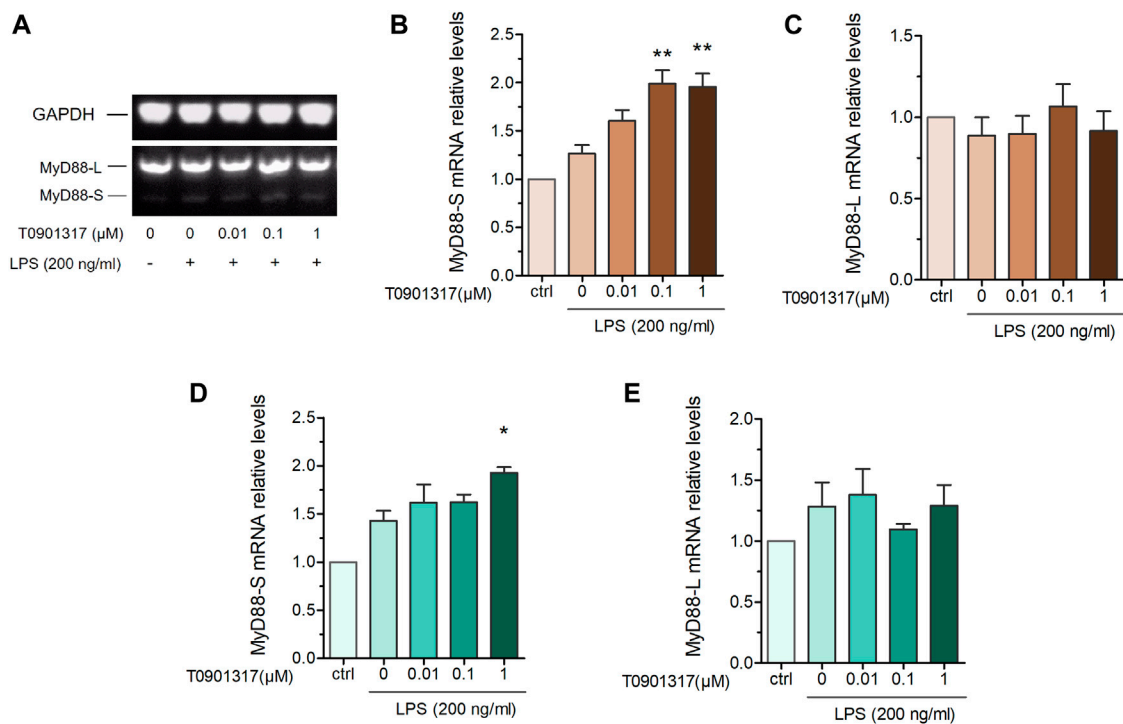 A
GAPDH
MyD88-L
MyD88-S
T0901317 (µM) 0 0 0.01 0.1 1
LPS (200 ng/ml) - + + + +
B
MyD88-S mRNA relative levels
2.5
2.0
1.5
1.0
0.5
0.0
** **
T0901317(µM) ctrl 0 0.01 0.1 1
LPS (200 ng/ml)
C
MyD88-L mRNA relative levels
1.5
1.0
0.5
0.0
T0901317(µM) ctrl 0 0.01 0.1 1
LPS (200 ng/ml)
D
MyD88-S mRNA relative levels
2.5
2.0
1.5
1.0
0.5
0.0
*
T0901317(µM) ctrl 0 0.01 0.1 1
LPS (200 ng/ml)
E
MyD88-L mRNA relative levels
2.0
1.5
1.0
0.5
0.0
T0901317(µM) ctrl 0 0.01 0.1 1
LPS (200 ng/ml)